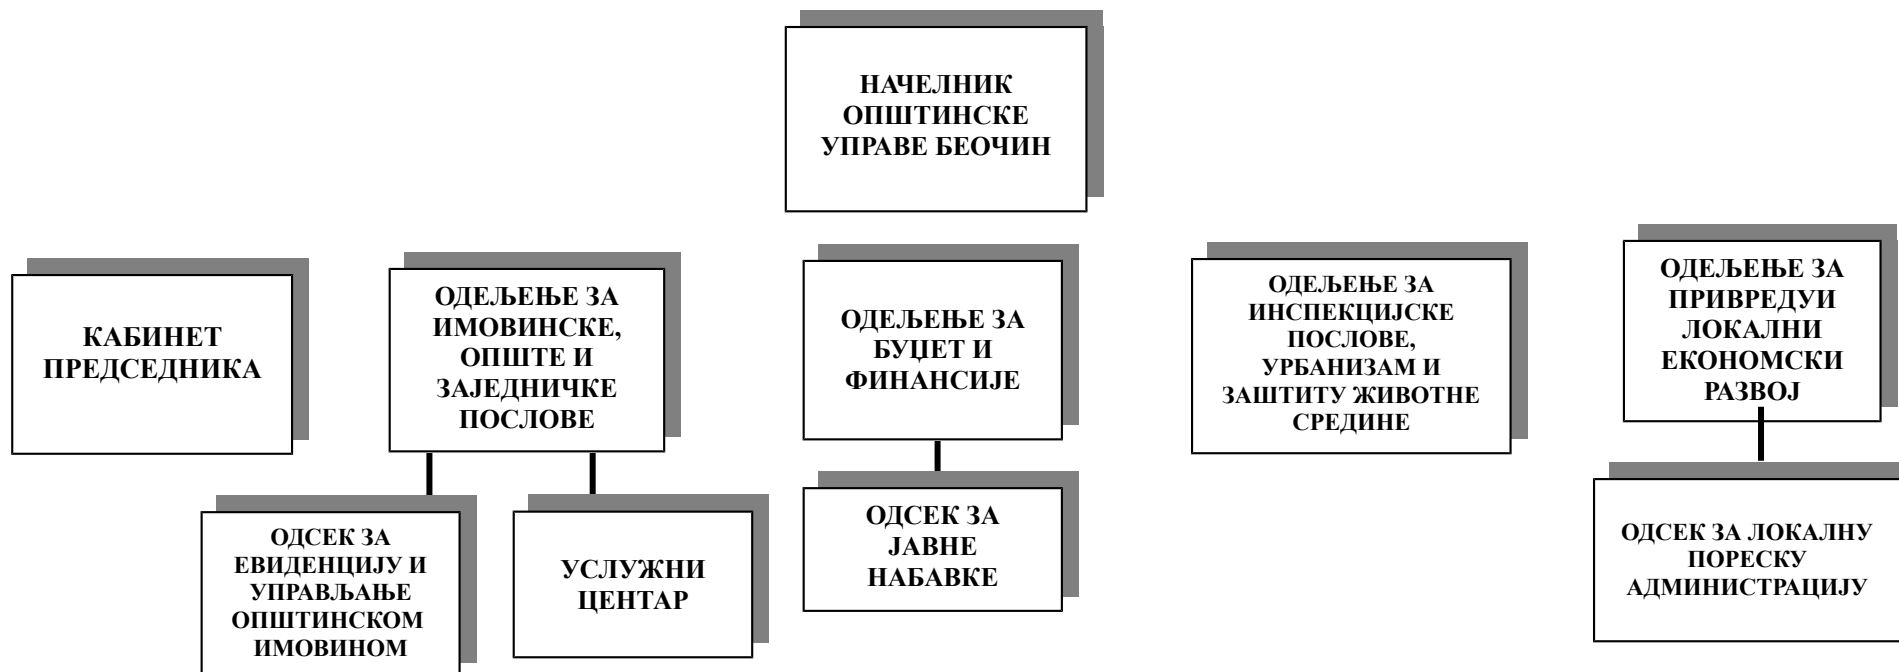 НАЧЕЛНИК
ОПШТИНСКЕ
УПРАВЕ БЕОЧИН
КАБИНЕТ
ПРЕДСЕДНИКА
ОДЕЉЕЊЕ ЗА
ИМОВИНСКЕ,
ОПШТЕ И
ЗАЈЕДНИЧКЕ
ПОСЛОВЕ
ОДЕЉЕЊЕ ЗА
БУЏЕТ И
ФИНАНСИЈЕ
ОДЕЉЕЊЕ ЗА
ИНСПЕКЦИЈСКЕ
ПОСЛОВЕ,
УРБАНИЗАМ И
ЗАШТИТУ ЖИВОТНЕ
СРЕДИНЕ
ОДЕЉЕЊЕ ЗА
ПРИВРЕДУИ
ЛОКАЛНИ
ЕКОНОМСКИ
РАЗВОЈ
ОДСЕК ЗА
ЕВИДЕНЦИЈУ И
УПРАВЉАЊЕ
ОПШТИНСКОМ
ИМОВИНОМ
УСЛУЖНИ
ЦЕНТАР
ОДСЕК ЗА
ЈАВНЕ
НАБАВКЕ
ОДСЕК ЗА ЛОКАЛНУ
ПОРЕСКУ
АДМИНИСТРАЦИЈУ